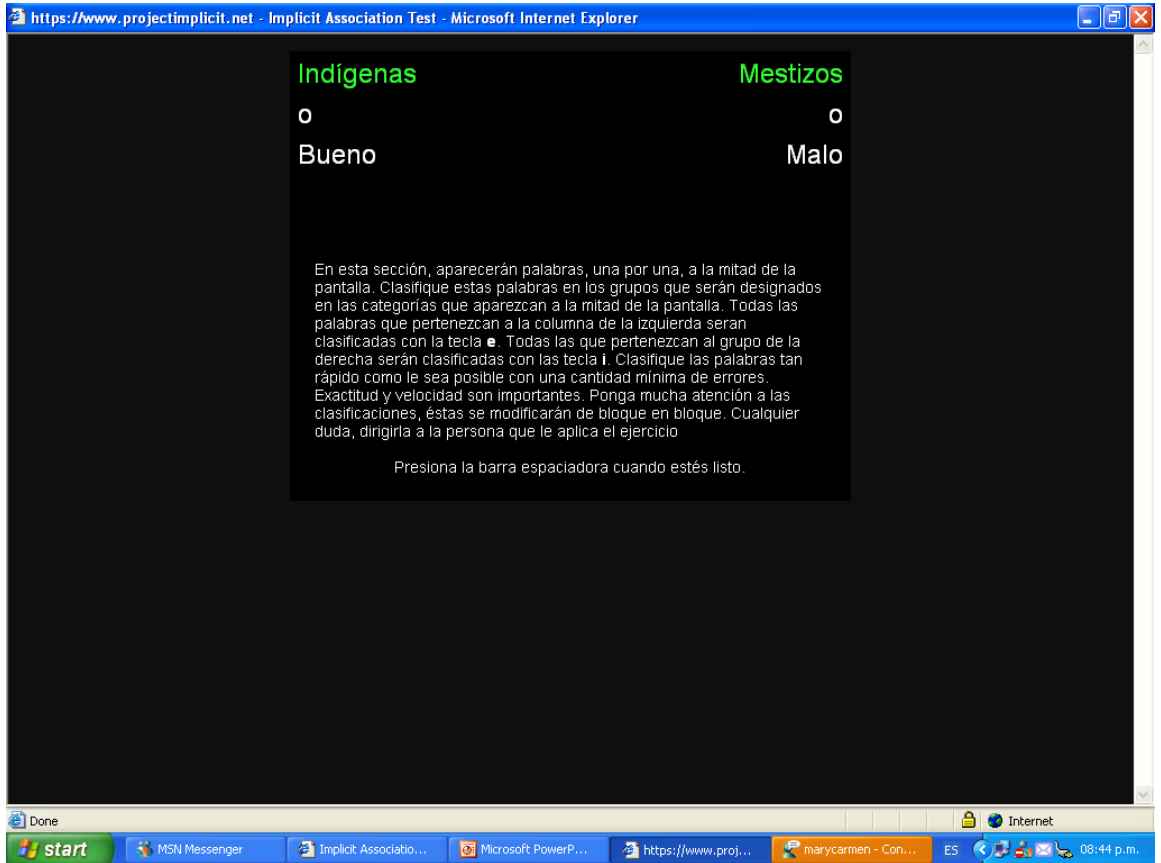 https://www.projectimplicit.net - Implicit Association Test - Microsoft Internet Explorer
Indígenas Mestizos
o o
Bueno Malo
En esta sección, aparecerán palabras, una por una, a la mitad de la
pantalla. Clasifique estas palabras en los grupos que serán designados
en las categorías que aparezcan a la mitad de la pantalla. Todas las
palabras que pertenezcan a la columna de la izquierda seran
clasificadas con la tecla e. Todas las que pertenezcan al grupo de la
derecha serán clasificadas con las tecla i. Clasifique las palabras tan
rápido como le sea posible con una cantidad mínima de errores.
Exactitud y velocidad son importantes. Ponga mucha atención a las
clasificaciones, éstas se modificarán de bloque en bloque. Cualquier
duda, dirigirla a la persona que le aplica el ejercicio
Presiona la barra espaciadora cuando estés listo.
Done Internet
start MSN Messenger Implicit Associatio... Microsoft PowerP... https://www.proj... marycarmen - Con... ES 08:44 p.m.